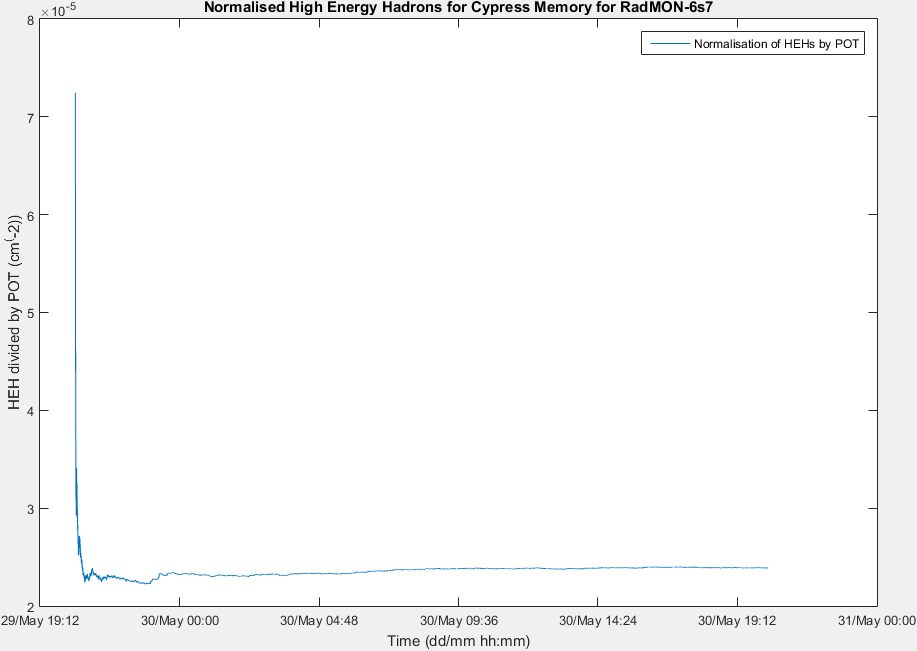 Normalised High Energy Hadrons for Cypress Memory for RadMON-6s7
×10-5
8
7
6
5
4
3
2
HEH divided by POT (cm(-2))
Normalisation of HEHs by POT
29/May 19:12
30/May 00:00
30/May 04:48
30/May 09:36
30/May 14:24
30/May 19:12
31/May 00:00
Time (dd/mm hh:mm)